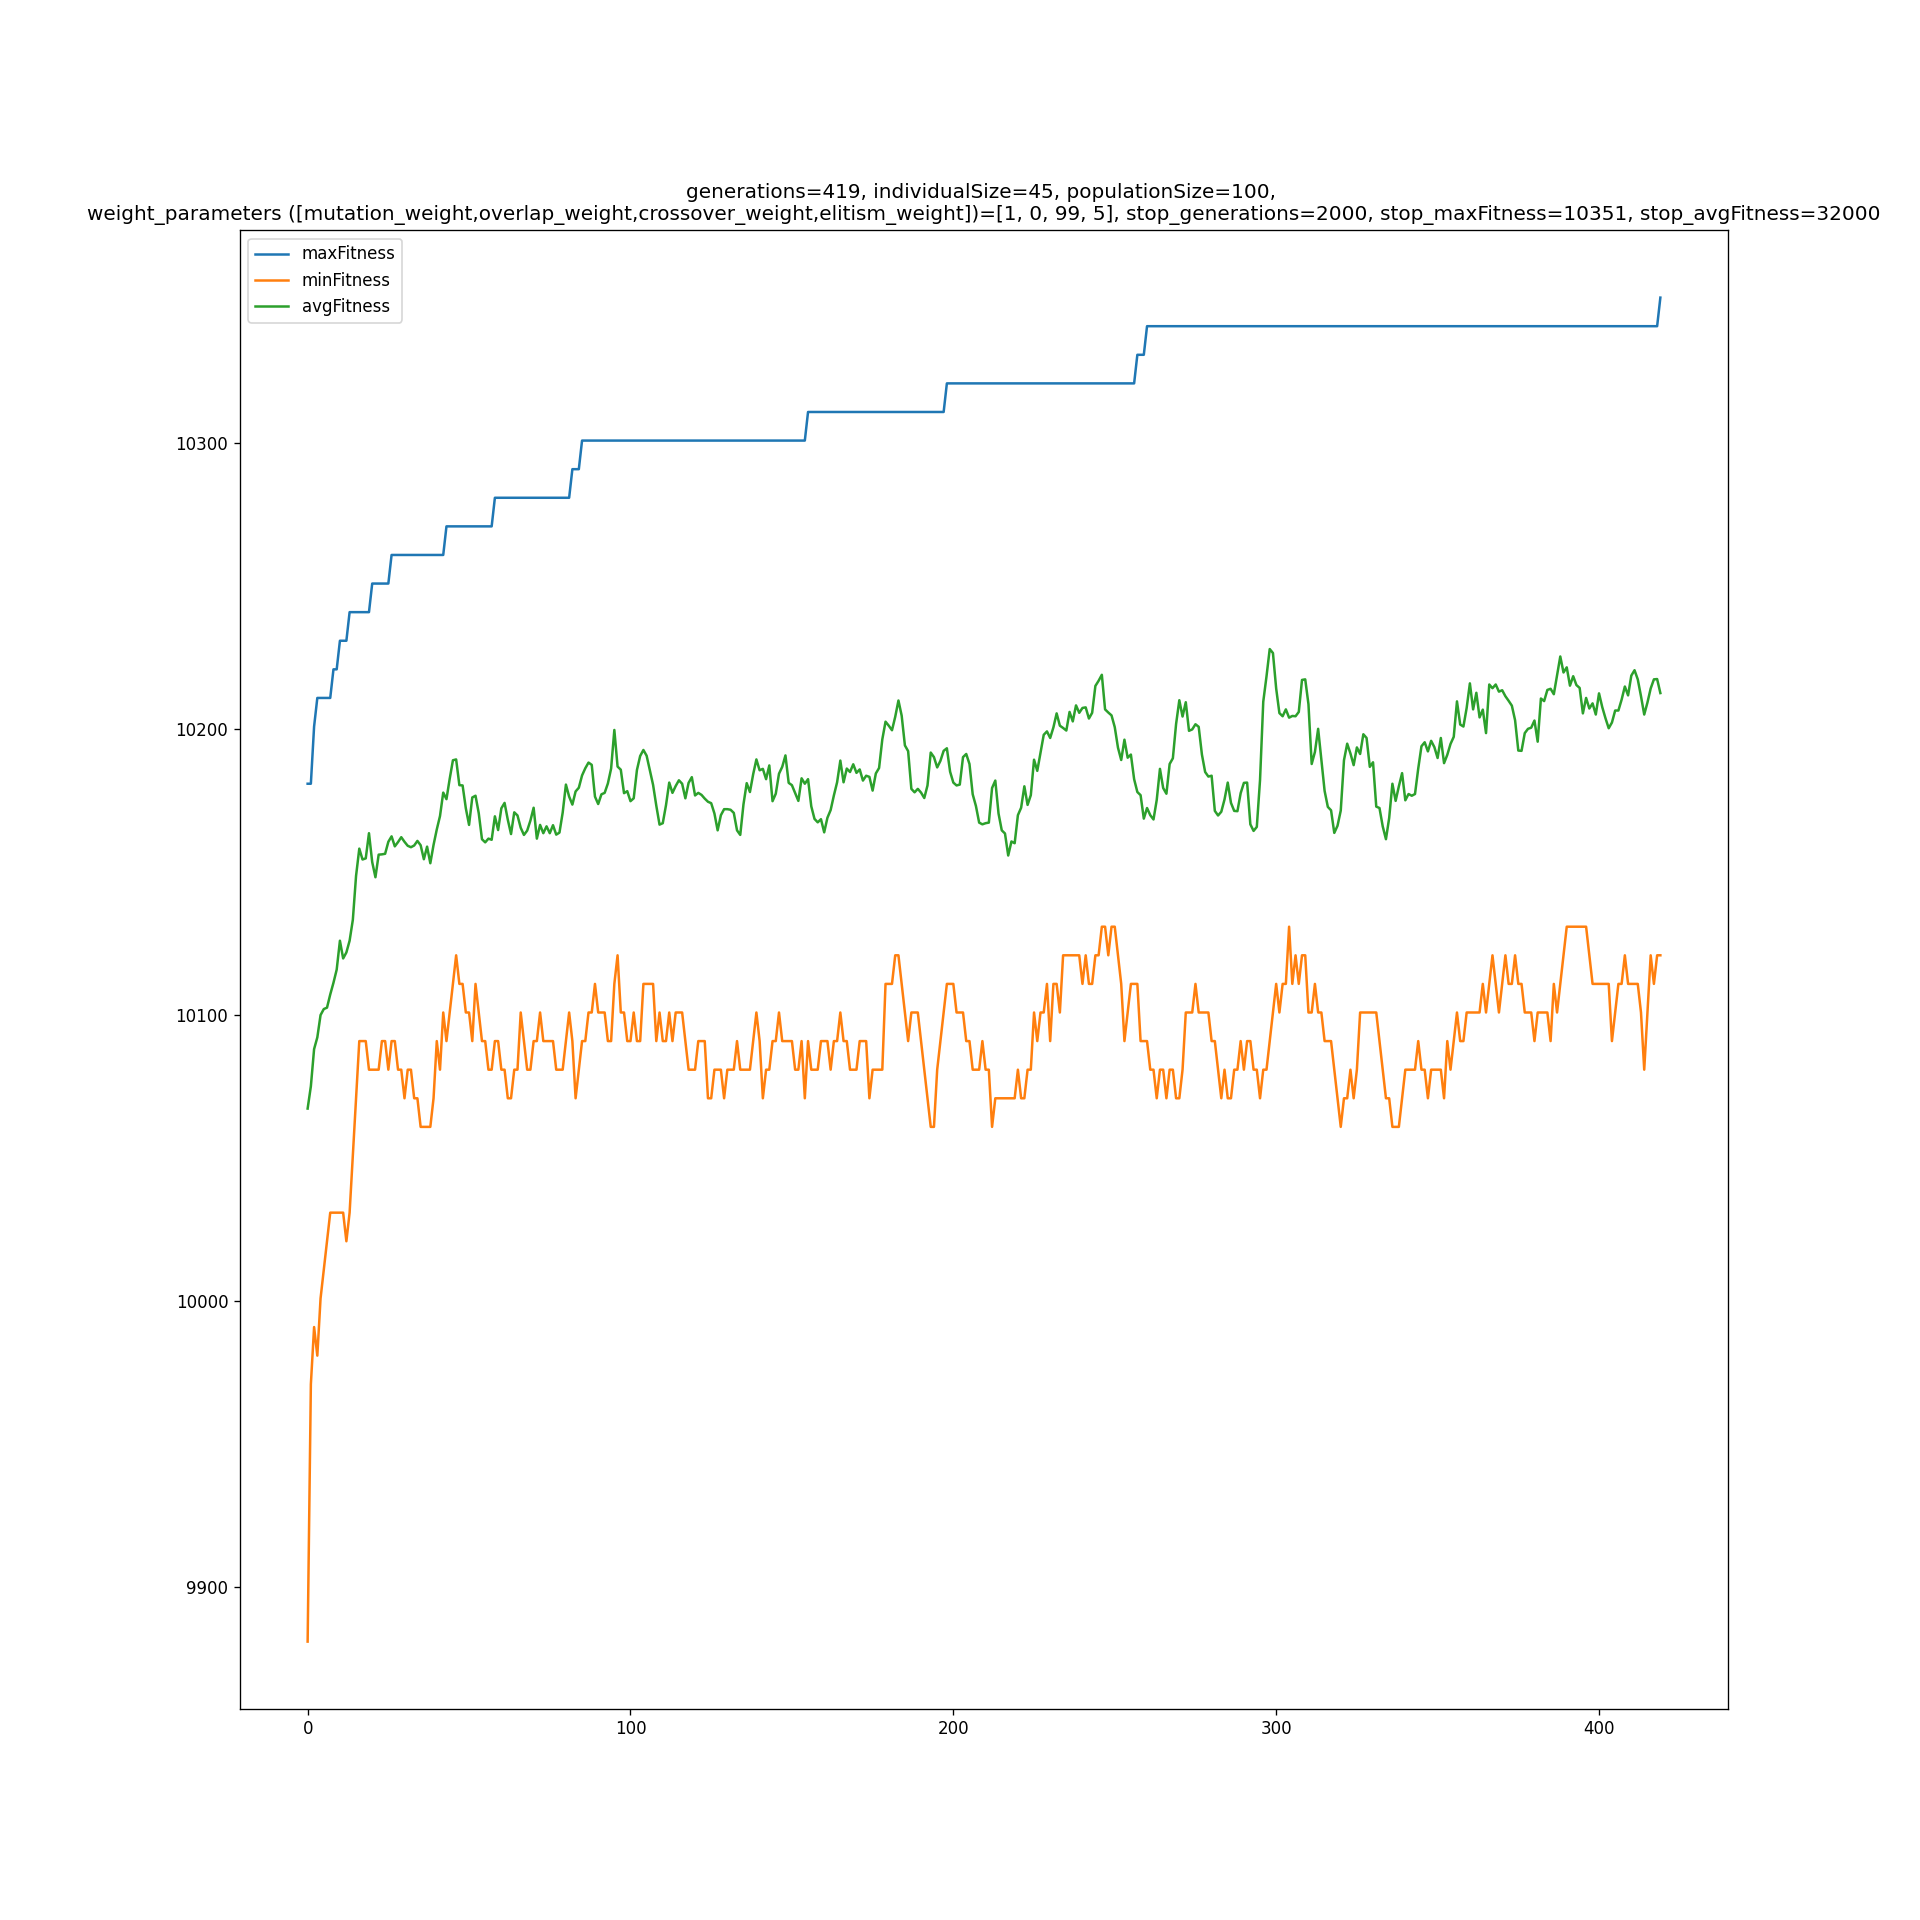 generations=419, individualSize=45, populationSize=100,
weight_parameters ([mutation_weight,overlap_weight,crossover_weight,elitism_weight])=[1, 0, 99, 5], stop_generations=2000, stop_maxFitness=10351, stop_avgFitness=32000
maxFitness
minFitness
avgFitness
10300
10200
10100
10000
9900
0 100 200 300 400